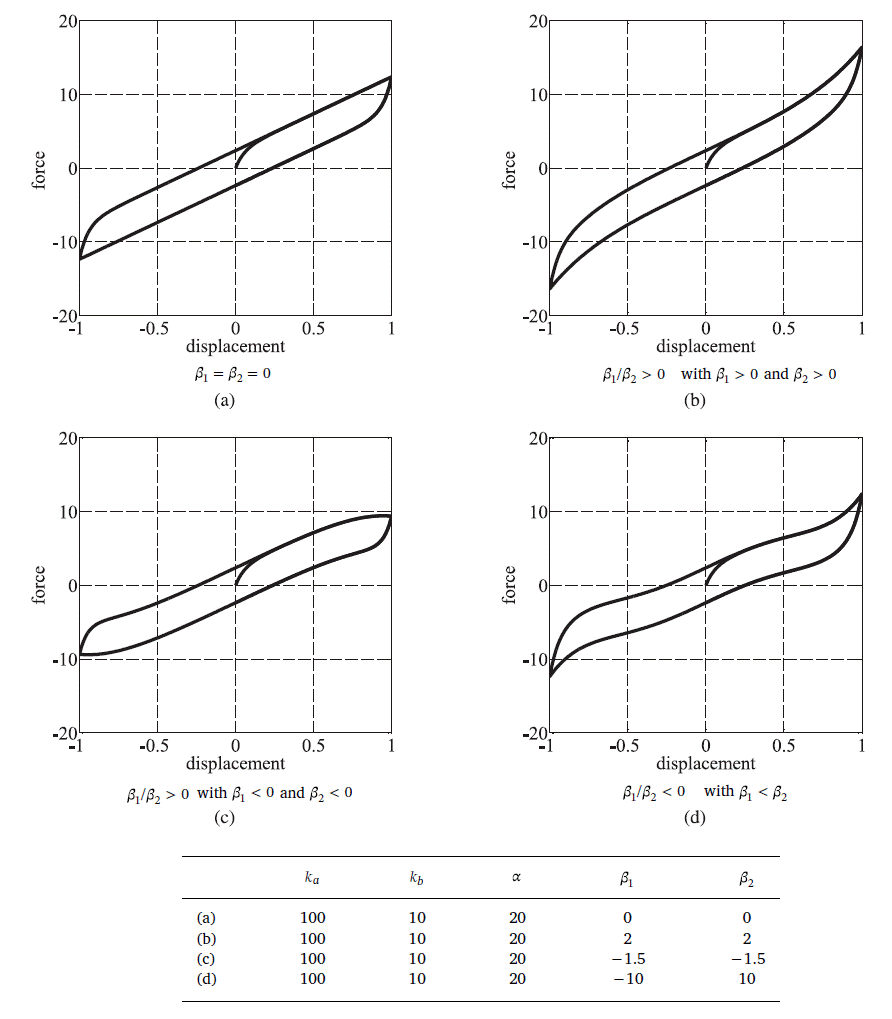 20
10
0
-10
-20
-1
-0.5
0
0.5
1
force
displacement
β₁ = β₂ = 0
(a)
20
10
0
-10
-20
-1
-0.5
0
0.5
1
force
displacement
β₁/β₂ > 0 with β₁ > 0 and β₂ > 0
(b)
20
10
0
-10
-20
-1
-0.5
0
0.5
1
force
displacement
β₁/β₂ > 0 with β₁ < 0 and β₂ < 0
(c)
20
10
0
-10
-20
-1
-0.5
0
0.5
1
force
displacement
β₁/β₂ < 0 with β₁ < β₂
(d)
kₐ k_b α β₁ β₂
(a) 100 10 20 0 0
(b) 100 10 20 2 2
(c) 100 10 20 −1.5 −1.5
(d) 100 10 20 −10 10